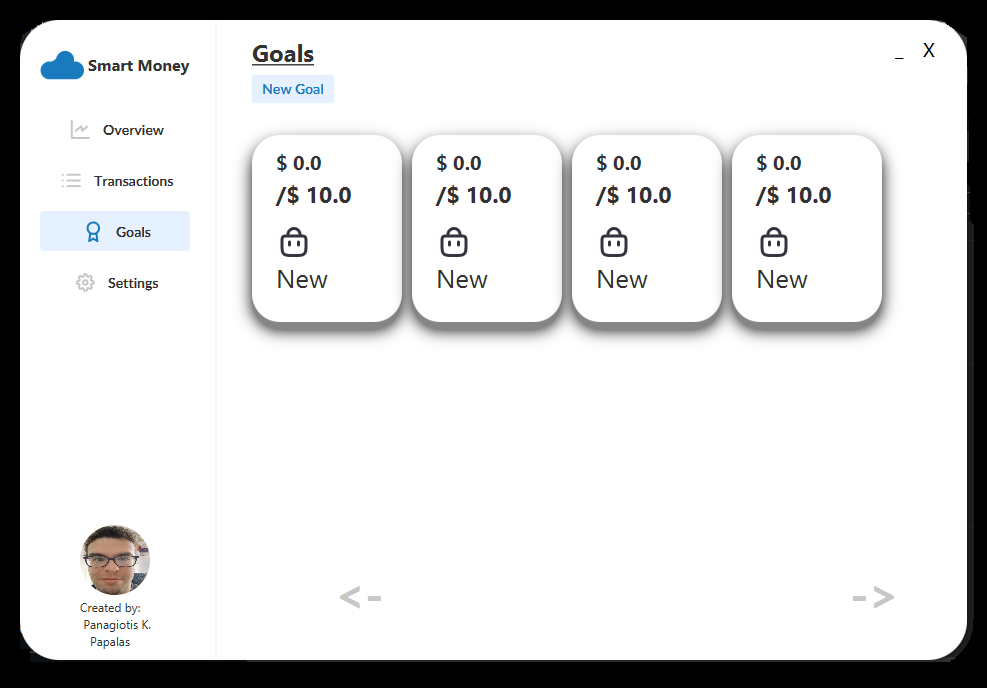 Smart Money
Overview
Transactions
Goals
Settings
Created by:
Panagiotis K.
Papalas
Goals
New Goal
_ X
$ 0.0
/$ 10.0
New
$ 0.0
/$ 10.0
New
$ 0.0
/$ 10.0
New
$ 0.0
/$ 10.0
New
<- ->